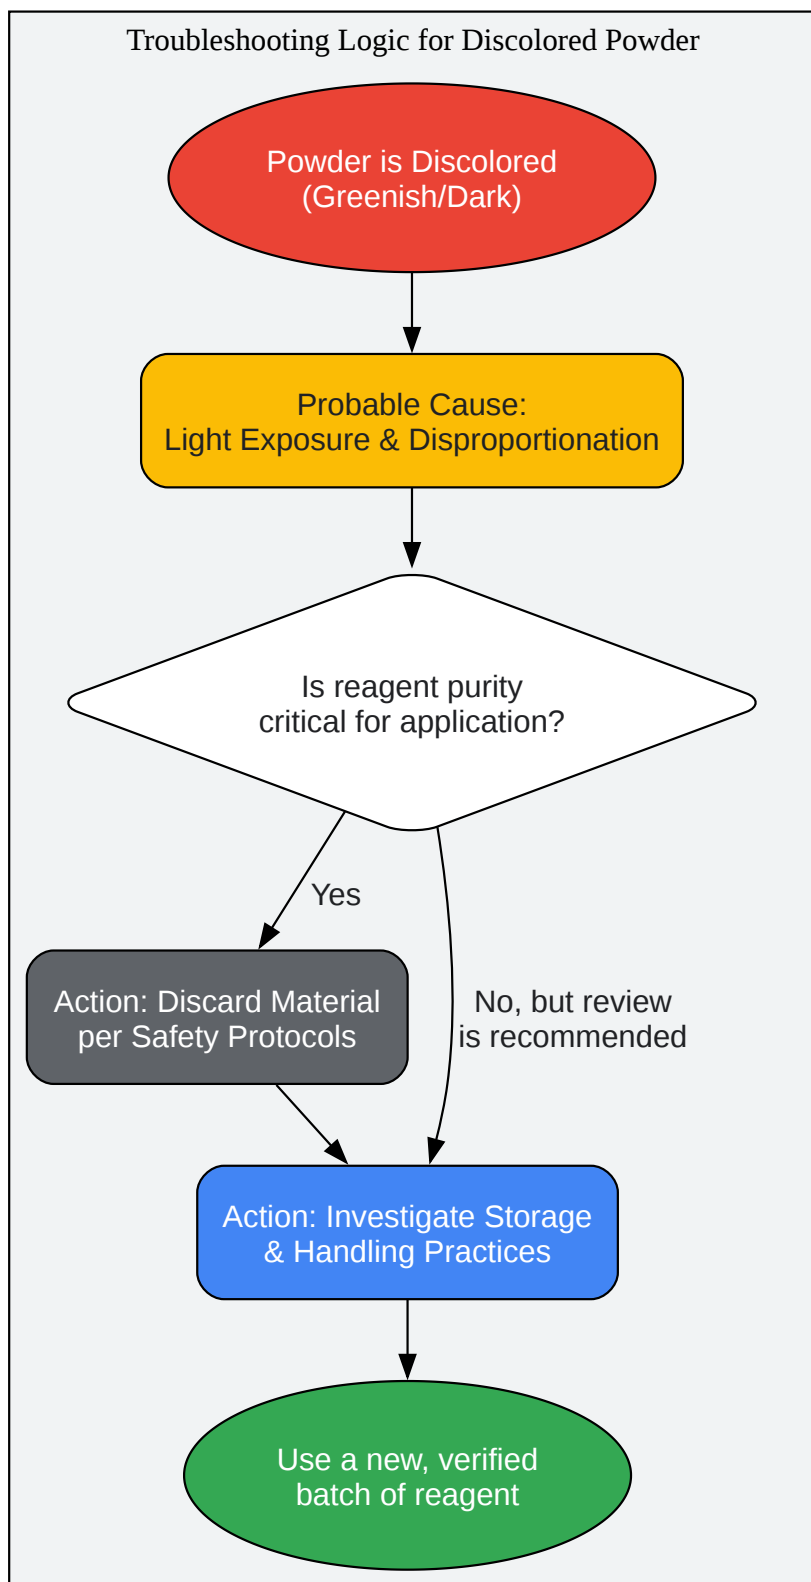 Troubleshooting Logic for Discolored Powder
Powder is Discolored
(Greenish/Dark)
Probable Cause:
Light Exposure & Disproportionation
Is reagent purity
critical for application?
Yes
Action: Discard Material
per Safety Protocols
No, but review
is recommended
Action: Investigate Storage
& Handling Practices
Use a new, verified
batch of reagent